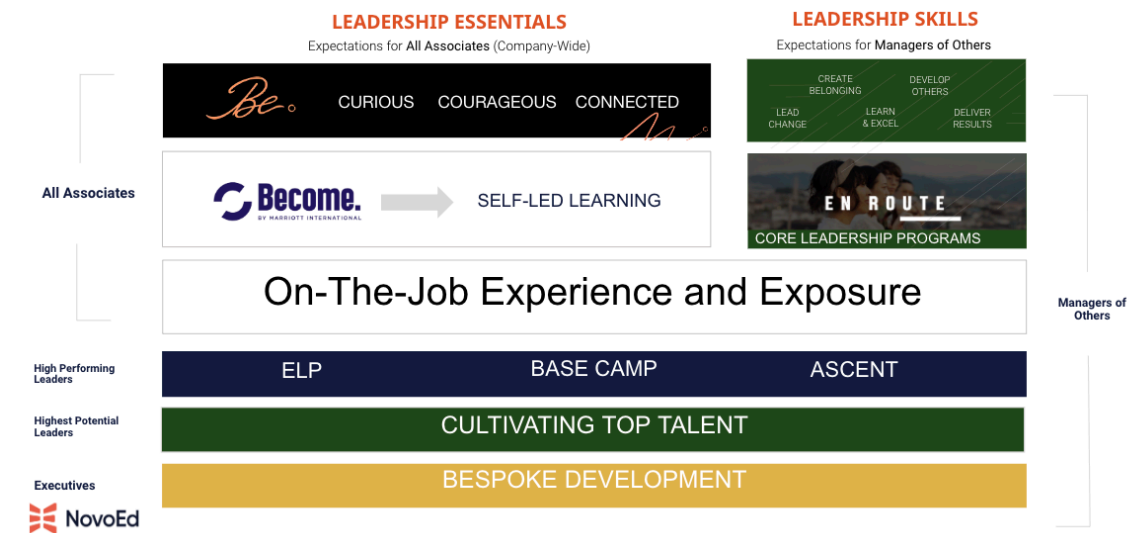 LEADERSHIP ESSENTIALS
Expectations for All Associates (Company-Wide)
LEADERSHIP SKILLS
Expectations for Managers of Others
Be. CURIOUS COURAGEOUS CONNECTED
CREATE
BELONGING
DEVELOP
OTHERS
LEAD
CHANGE
LEARN
& EXCEL
DELIVER
RESULTS
All Associates
Become.
BY MARRIOTT INTERNATIONAL
SELF-LED LEARNING
EN ROUTE
CORE LEADERSHIP PROGRAMS
On-The-Job Experience and Exposure
Managers of
Others
High Performing
Leaders
ELP BASE CAMP ASCENT
Highest Potential
Leaders
CULTIVATING TOP TALENT
Executives
BESPOKE DEVELOPMENT
NovoEd